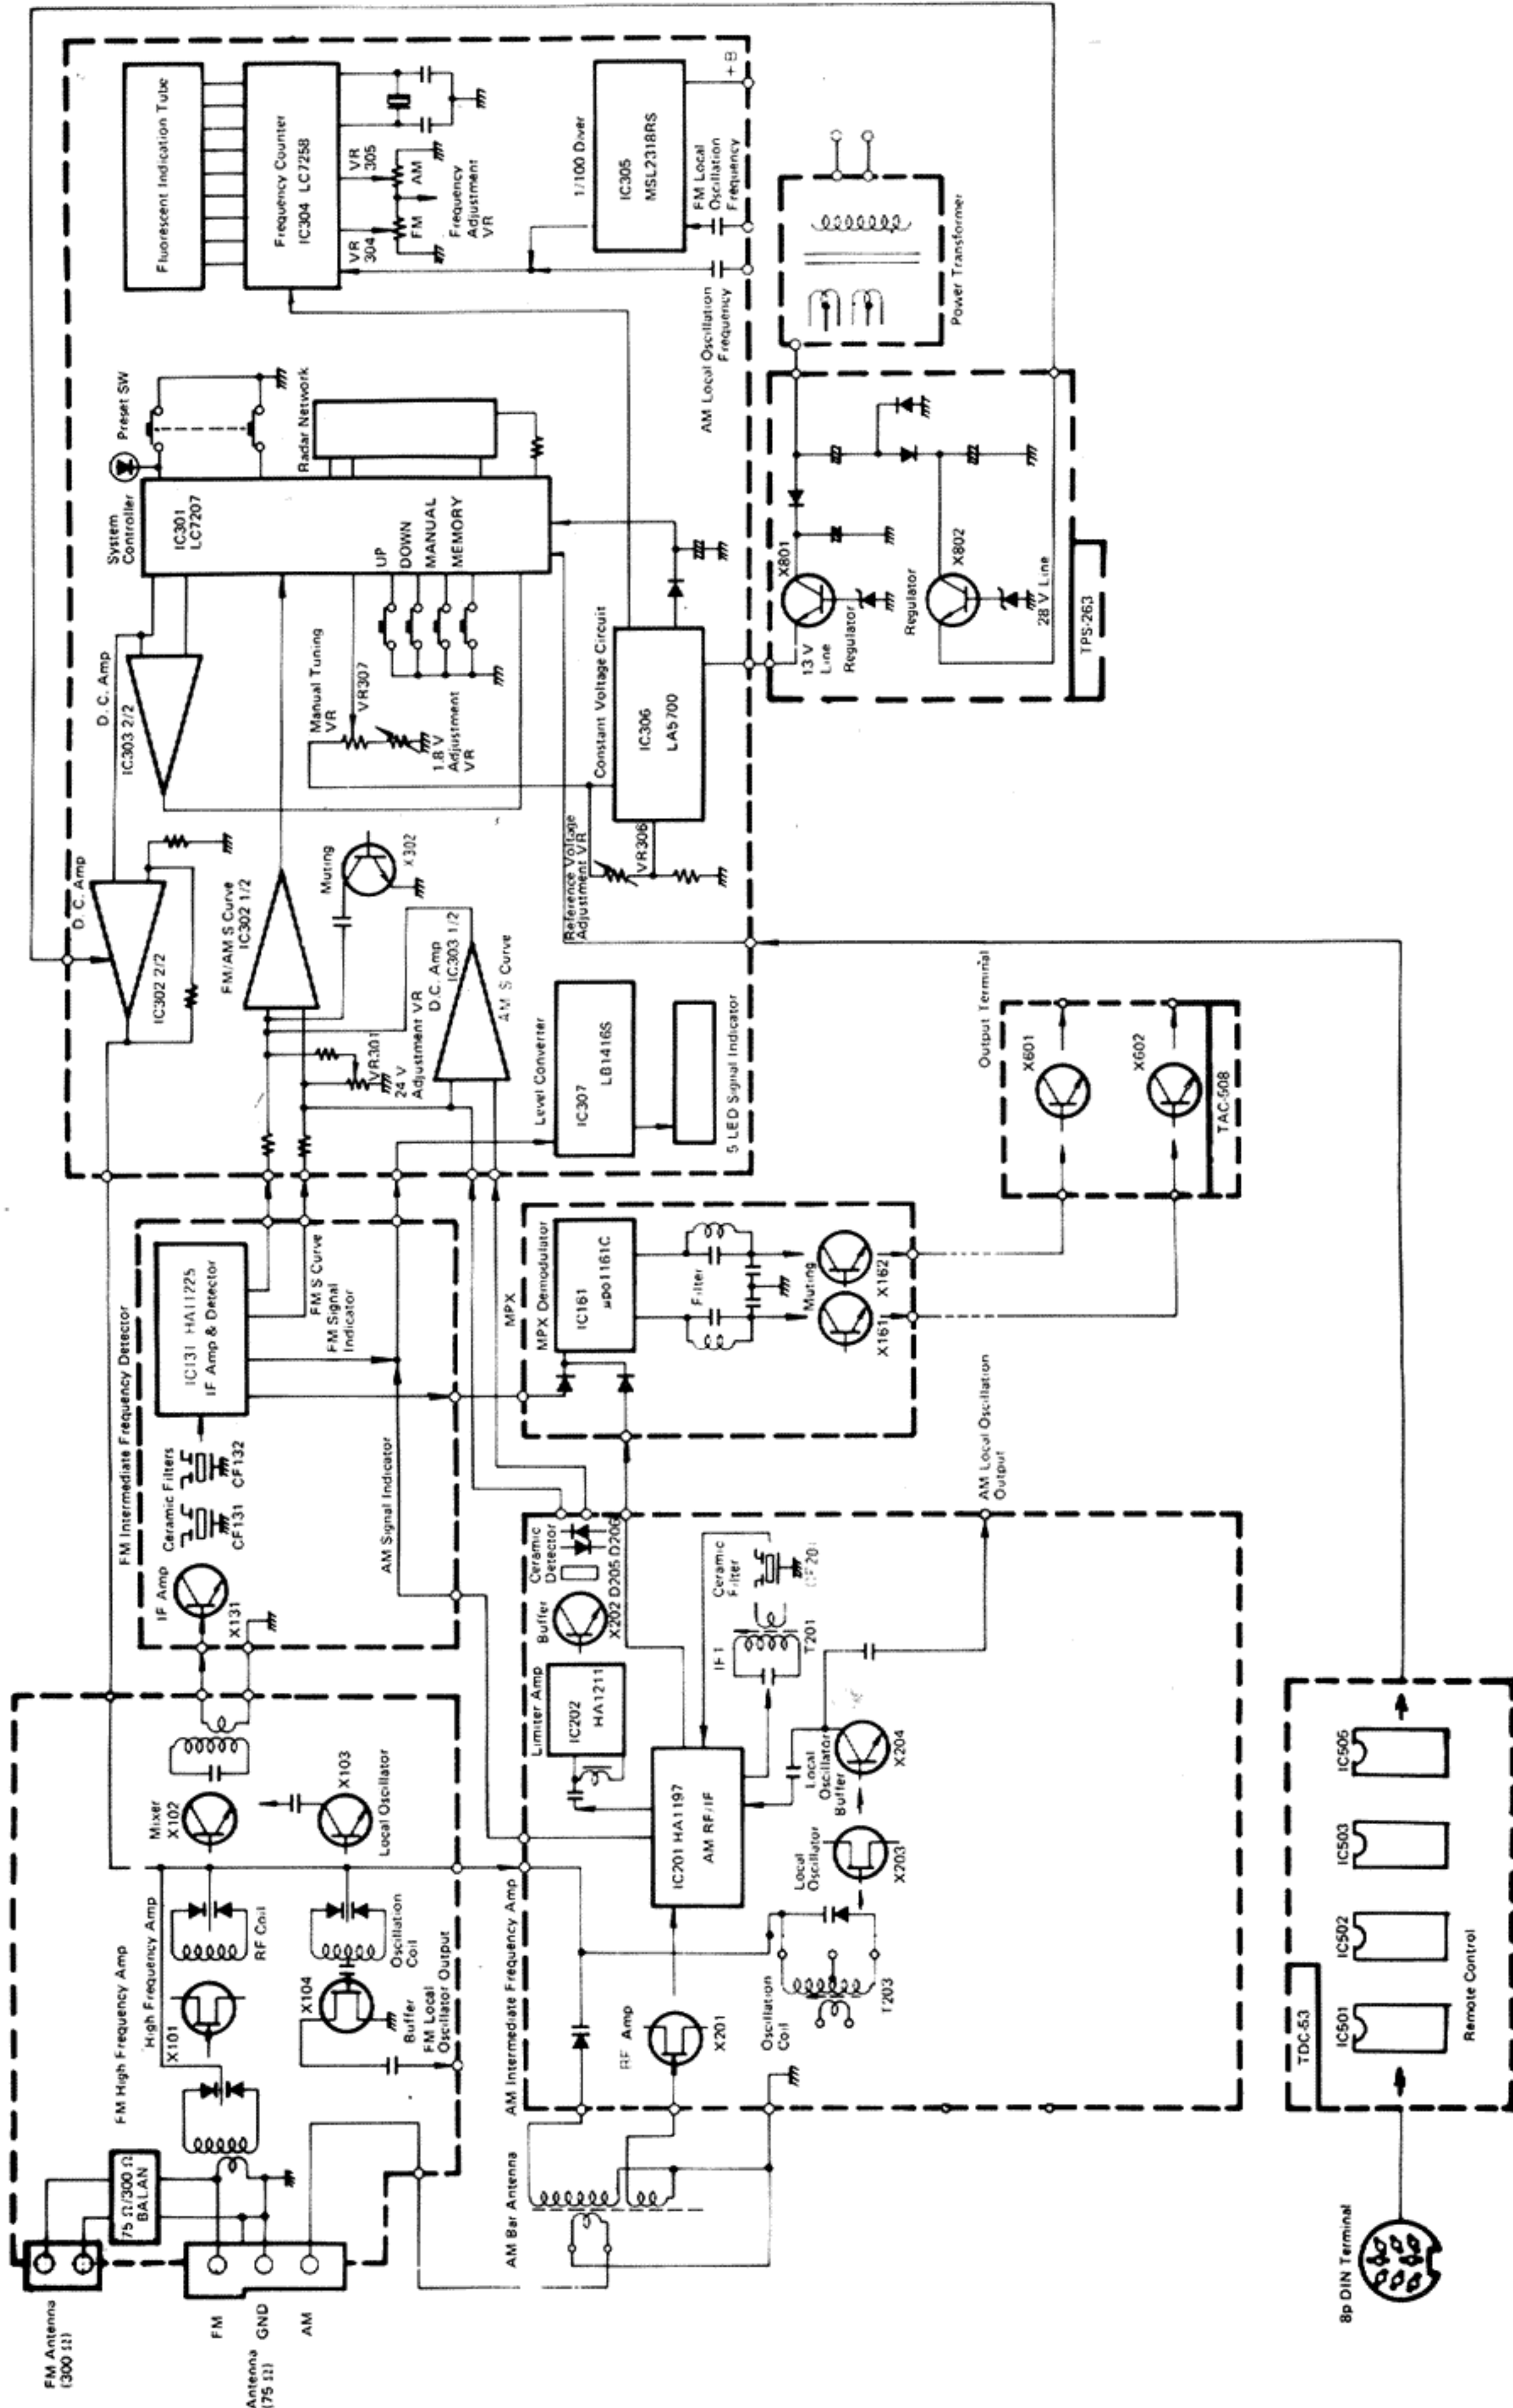 FM Antenna
(300 Ω)
FM
GND
AM
Antenna
(75 Ω)
75 Ω/300 Ω
BALAN
FM High Frequency Amp
High Frequency Amp
X101
RF Coil
Mixer
X102
X103
Local Oscillator
X104
Oscillation
Coil
Buffer
FM Local
Oscillator Output
FM Intermediate Frequency Detector
IF Amp
X131
Ceramic Filters
CF131 CF132
IC131 HA11225
IF Amp & Detector
FM S Curve
FM Signal
Indicator
AM Signal Indicator
D. C. Amp
IC302 2/2
D. C. Amp
IC303 2/2
FM/AM S Curve
IC302 1/2
Muting
X302
VR301
24 V
Adjustment VR
D.C. Amp
IC303 1/2
AM S Curve
Level Converter
IC307
LB1416S
5 LED Signal Indicator
System
Controller
IC301
LC7207
Preset SW
Radar Network
UP
DOWN
MANUAL
MEMORY
Manual Tuning
VR
VR307
1.8 V
Adjustment
VR
Constant Voltage Circuit
IC306
LA5700
Reference Voltage
Adjustment VR
VR306
Fluorescent Indication Tube
Frequency Counter
IC304 LC7258
VR
304
VR
305
FM
AM
Frequency
Adjustment
VR
1/100 Diver
IC305
MSL2318RS
+B
FM Local
Oscillation
Frequency
AM Local Oscillation
Frequency
Power Transformer
X801
13 V
Line
Regulator
Regulator
X802
28 V Line
TPS-263
MPX
MPX Demodulator
IC161
μpo1161C
Filter
Muting
X161
X162
Output Terminal
X601
X602
TAC-508
AM Intermediate Frequency Amp
AM Bar Antenna
RF Amp
X201
Limiter Amp
IC202
HA1211
Buffer
X202
Ceramic
Detector
D205 D206
IC201 HA1197
AM RF/IF
IFT
T201
Ceramic
Filter
CF201
Local
Oscillator
X203
Local
Oscillator
Buffer
X204
Oscillation
Coil
T203
AM Local Oscillation
Output
8p DIN Terminal
TDC-53
IC501
IC502
IC503
IC505
Remote Control